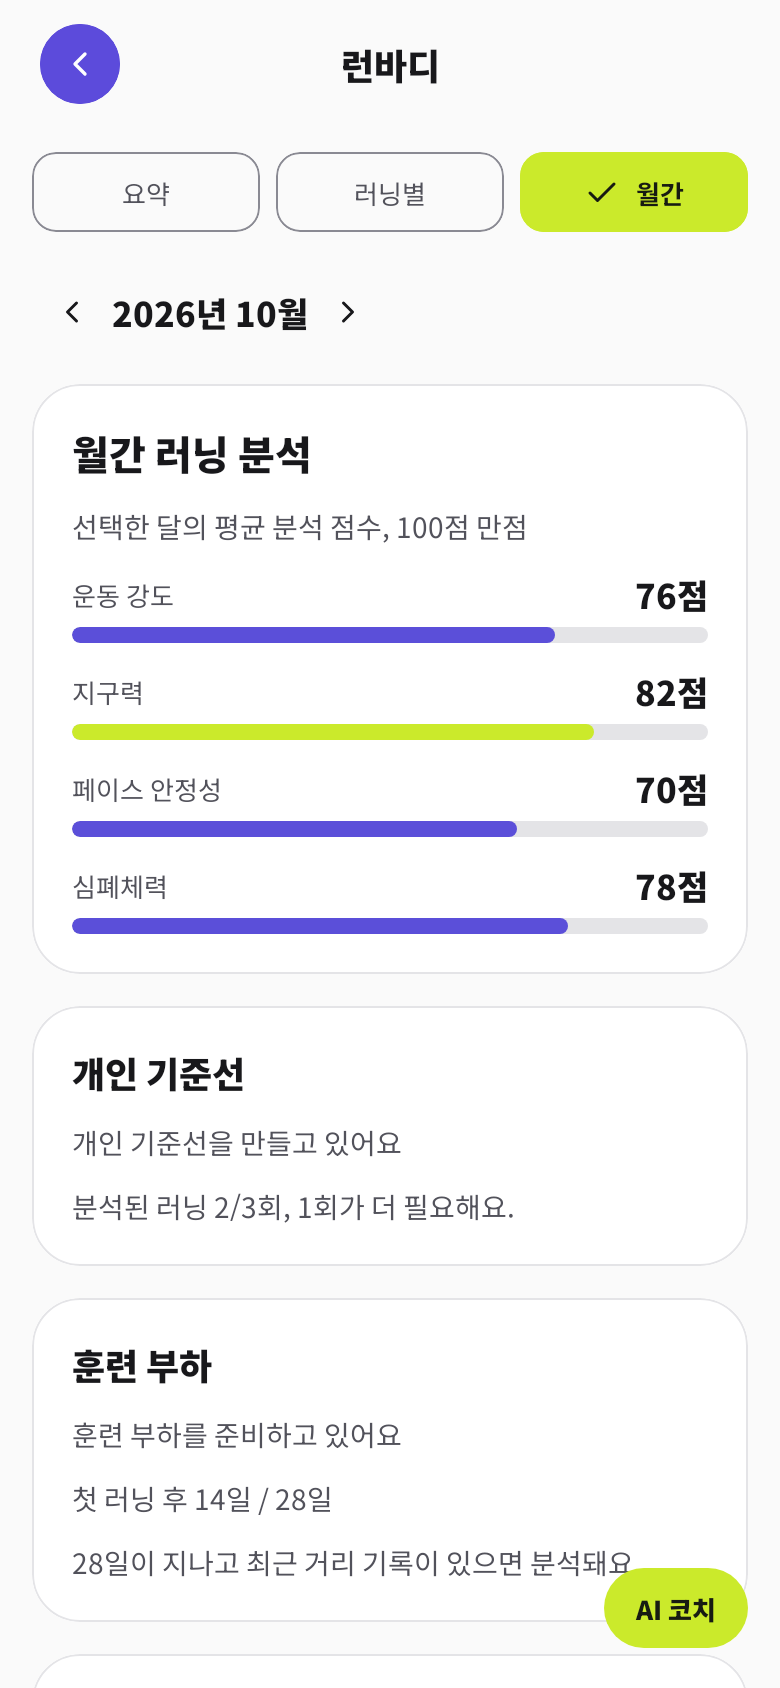 런바디
요약
러닝별
월간
2026년 10월
월간 러닝 분석
선택한 달의 평균 분석 점수, 100점 만점
운동 강도
76점
지구력
82점
페이스 안정성
70점
심폐체력
78점
개인 기준선
개인 기준선을 만들고 있어요
분석된 러닝 2/3회, 1회가 더 필요해요.
훈련 부하
훈련 부하를 준비하고 있어요
첫 러닝 후 14일 / 28일
28일이 지나고 최근 거리 기록이 있으면 분석돼요
AI 코치